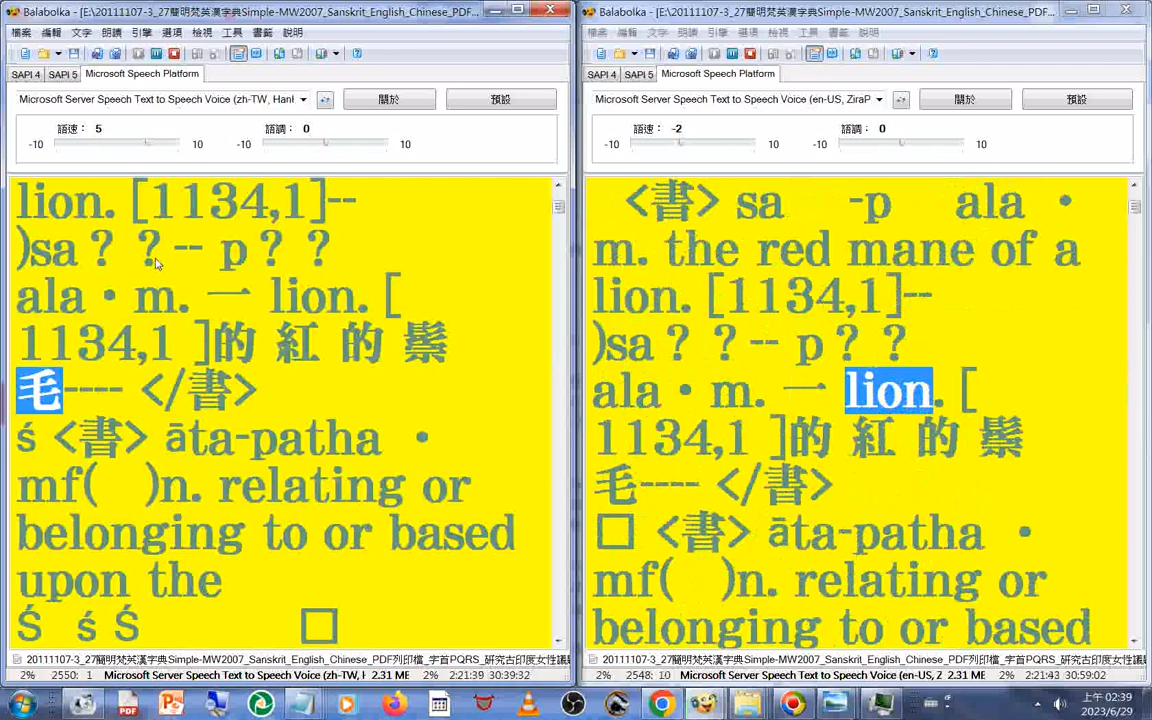 Balabolka - [E:\20111107-3_27簡明梵英漢字典Simple-MW2007_Sanskrit_English_Chinese_PDF...
檔案 編輯 文字 朗讀 引擎 選項 檢視 工具 書籤 說明
SAPI 4 SAPI 5 Microsoft Speech Platform
Microsoft Server Speech Text to Speech Voice (zh-TW, Hanl
關於 預設
語速： 5 語調： 0
-10 10 -10 10
lion. [1134,1]--
)sa？ ？-- p？ ？
ala・m. 一 lion. [
1134,1 ]的 紅 的 鬃
毛---- </書>
ś <書> āta-patha ・
mf( )n. relating or
belonging to or based
upon the
Ś ś Ś □
20111107-3_27簡明梵英漢字典Simple-MW2007_Sanskrit_English_Chinese_PDF列印檔_字首PQRS_研究古印度女性議
2% 2550: 1 Microsoft Server Speech Text to Speech Voice (zh-TW, H 2.31 ME 2% 2:21:39 30:39:32
Balabolka - [E:\20111107-3_27簡明梵英漢字典Simple-MW2007_Sanskrit_English_Chinese_PDF...
檔案 編輯 文字 朗讀 引擎 選項 檢視 工具 書籤 說明
SAPI 4 SAPI 5 Microsoft Speech Platform
Microsoft Server Speech Text to Speech Voice (en-US, ZiraP
關於 預設
語速： -2 語調： 0
-10 10 -10 10
<書> sa -p ala ・
m. the red mane of a
lion. [1134,1]--
)sa？ ？-- p？ ？
ala・m. 一 lion. [
1134,1 ]的 紅 的 鬃
毛---- </書>
□ <書> āta-patha ・
mf( )n. relating or
belonging to or based
20111107-3_27簡明梵英漢字典Simple-MW2007_Sanskrit_English_Chinese_PDF列印檔_字首PQRS_研究古印度女性議
2% 2548: 1 Microsoft Server Speech Text to Speech Voice (en-US, Z 2.31 ME 2% 2:21:43 30:59:02
上午 02:39
2023/6/29